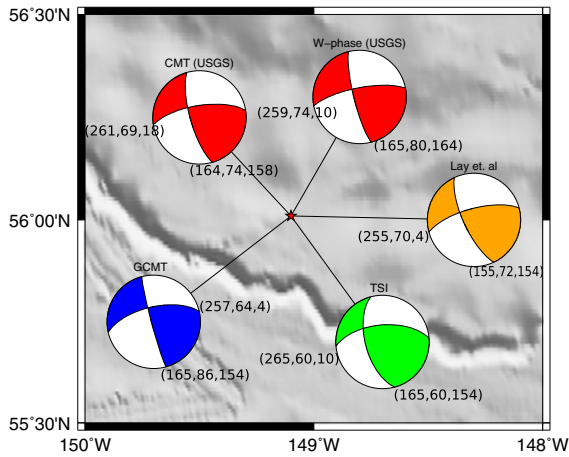 56°30'N
W-phase (USGS)
CMT (USGS)
(259,74,10)
(261,69,18)
(165,80,164)
(164,74,158)
Lay et. al
56°00'N
(255,70,4)
GCMT
(155,72,154)
TSI
(257,64,4)
(265,60,10)
(165,86,154)
(165,60,154)
55°30'N
150°W
149°W
148°W